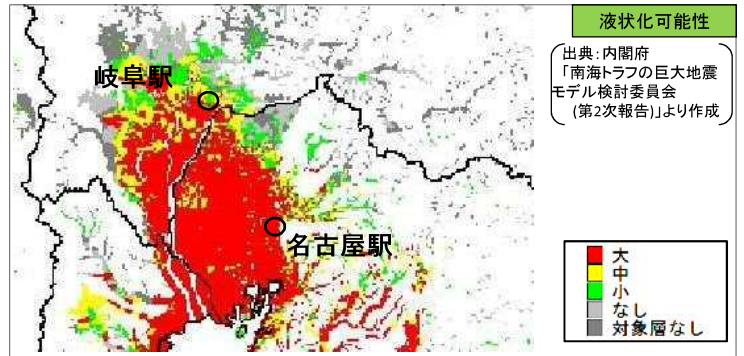 液状化可能性
出典:内閣府
「南海トラフの巨大地震
モデル検討委員会
(第2次報告)」より作成
岐阜駅
名古屋駅
大
中
小
なし
対象層なし